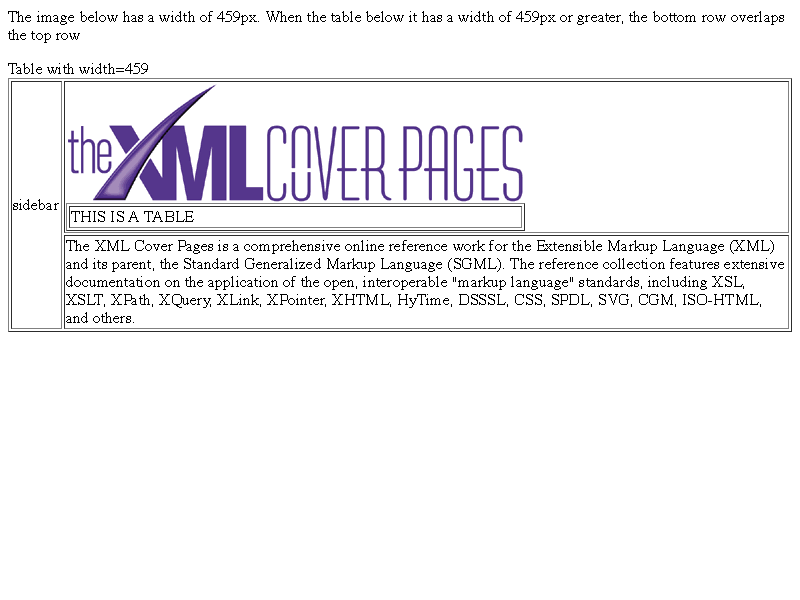 The image below has a width of 459px. When the table below it has a width of 459px or greater, the bottom row overlaps
the top row
Table with width=459
the XML COVER PAGES
sidebar
THIS IS A TABLE
The XML Cover Pages is a comprehensive online reference work for the Extensible Markup Language (XML)
and its parent, the Standard Generalized Markup Language (SGML). The reference collection features extensive
documentation on the application of the open, interoperable "markup language" standards, including XSL,
XSLT, XPath, XQuery, XLink, XPointer, XHTML, HyTime, DSSSL, CSS, SPDL, SVG, CGM, ISO-HTML,
and others.